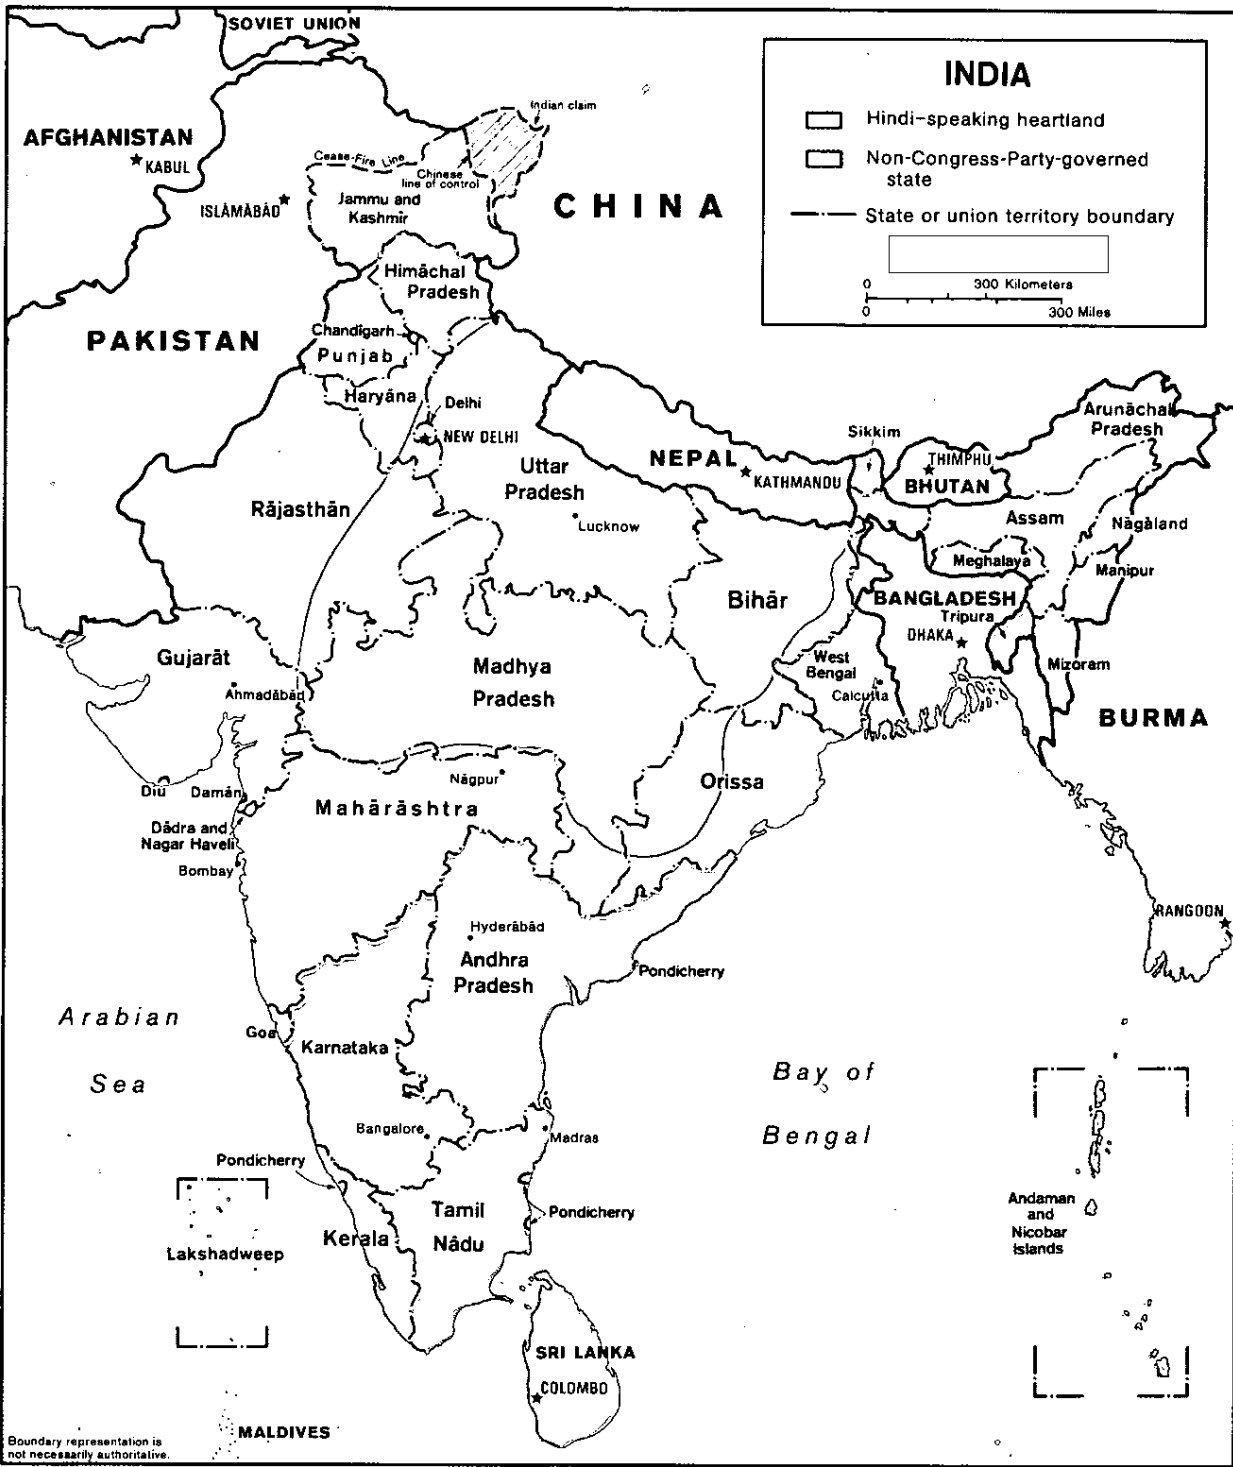 SOVIET UNION
INDIA
Hindi-speaking heartland
Non-Congress-Party-governed
state
State or union territory boundary
0 300 Kilometers
0 300 Miles
Indian claim
AFGHANISTAN
KABUL
Cease-Fire Line
Chinese
line of control
ISLĀMĀBĀD
Jammu and
Kashmir
CHINA
Himāchal
Pradesh
PAKISTAN
Chandīgarh
Punjab
Haryāna
Delhi
NEW DELHI
Arunāchal
Pradesh
Sikkim
NEPAL
KATHMANDU
THIMPHU
BHUTAN
Uttar
Pradesh
Lucknow
Rājasthān
Assam
Nāgāland
Meghalaya
Manipur
Bihār
BANGLADESH
Tripura
DHAKA
Mizoram
Gujarāt
Ahmadābād
Madhya
Pradesh
West
Bengal
Calcutta
BURMA
Diu
Damān
Nāgpur
Orissa
Mahārāshtra
Dādra and
Nagar Haveli
Bombay
RANGOON
Hyderābād
Andhra
Pradesh
Pondicherry
Arabian
Sea
Goa
Karnataka
Bay of
Bengal
Bangalore
Madras
Pondicherry
Tamil
Nādu
Pondicherry
Kerala
Lakshadweep
Andaman
and
Nicobar
Islands
SRI LANKA
COLOMBO
MALDIVES
Boundary representation is
not necessarily authoritative.